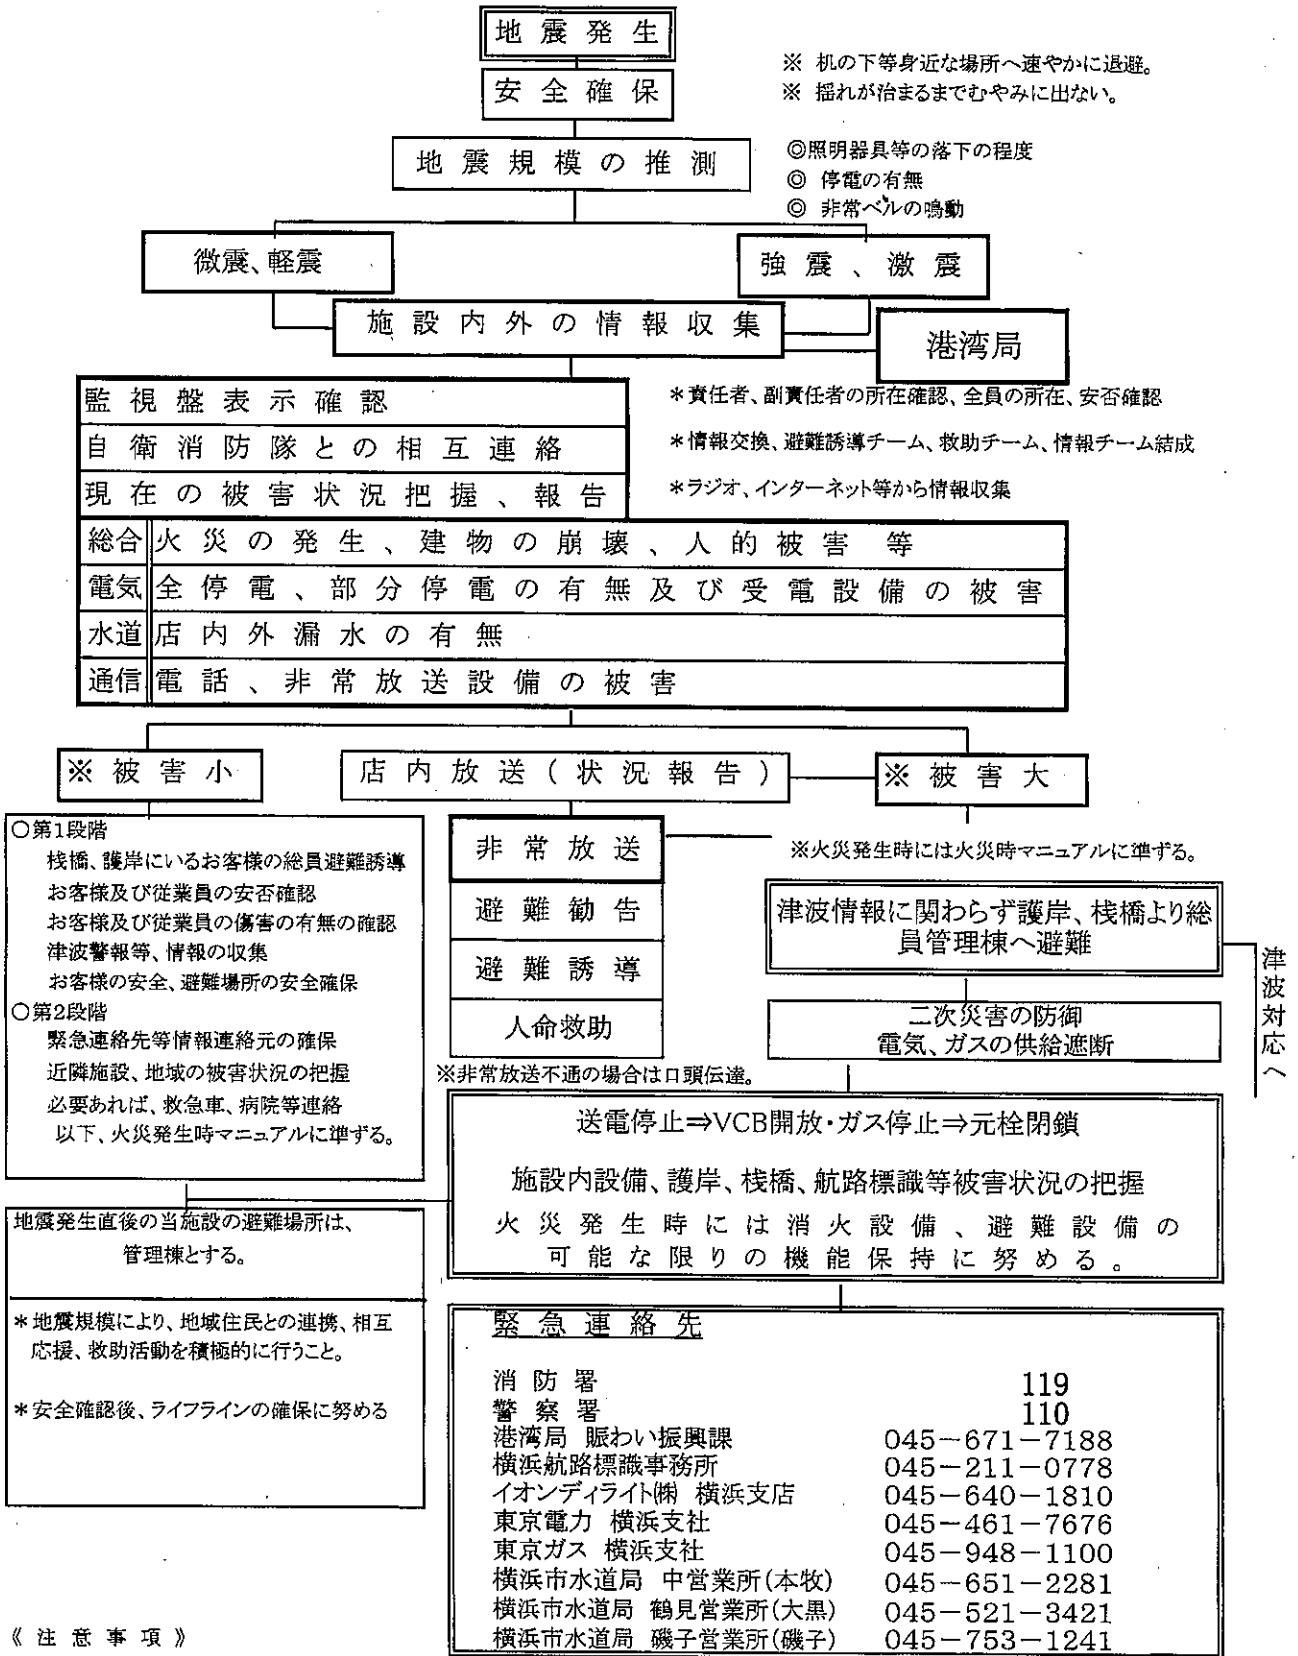 地震発生
安全確保
※ 机の下等身近な場所へ速やかに退避。
※ 揺れが治まるまでむやみに出ない。
地震規模の推測
◎照明器具等の落下の程度
◎ 停電の有無
◎ 非常ベルの鳴動
微震、軽震
強震、激震
施設内外の情報収集
港湾局
監視盤表示確認
自衛消防隊との相互連絡
現在の被害状況把握、報告
*責任者、副責任者の所在確認、全員の所在、安否確認
*情報交換、避難誘導チーム、救助チーム、情報チーム結成
*ラジオ、インターネット等から情報収集
総合 火災の発生、建物の崩壊、人的被害 等
電気 全停電、部分停電の有無及び受電設備の被害
水道 店内外漏水の有無
通信 電話、非常放送設備の被害
※被害小
店内放送(状況報告)
※被害大
○第1段階
桟橋、護岸にいるお客様の総員避難誘導
お客様及び従業員の安否確認
お客様及び従業員の傷害の有無の確認
津波警報等、情報の収集
お客様の安全、避難場所の安全確保
○第2段階
緊急連絡先等情報連絡元の確保
近隣施設、地域の被害状況の把握
必要あれば、救急車、病院等連絡
以下、火災発生時マニュアルに準ずる。
非常放送
避難勧告
避難誘導
人命救助
※非常放送不通の場合は口頭伝達。
※火災発生時には火災時マニュアルに準ずる。
津波情報に関わらず護岸、桟橋より総
員管理棟へ避難
津波対応へ
二次災害の防御
電気、ガスの供給遮断
送電停止⇒VCB開放・ガス停止⇒元栓閉鎖
施設内設備、護岸、桟橋、航路標識等被害状況の把握
火災発生時には消火設備、避難設備の
可能な限りの機能保持に努める。
地震発生直後の当施設の避難場所は、
管理棟とする。
*地震規模により、地域住民との連携、相互
応援、救助活動を積極的に行うこと。
*安全確認後、ライフラインの確保に努める
緊急連絡先
消防署 119
警察署 110
港湾局 賑わい振興課 045-671-7188
横浜航路標識事務所 045-211-0778
イオンディライト㈱ 横浜支店 045-640-1810
東京電力 横浜支社 045-461-7676
東京ガス 横浜支社 045-948-1100
横浜市水道局 中営業所(本牧) 045-651-2281
横浜市水道局 鶴見営業所(大黒) 045-521-3421
横浜市水道局 磯子営業所(磯子) 045-753-1241
《注意事項》